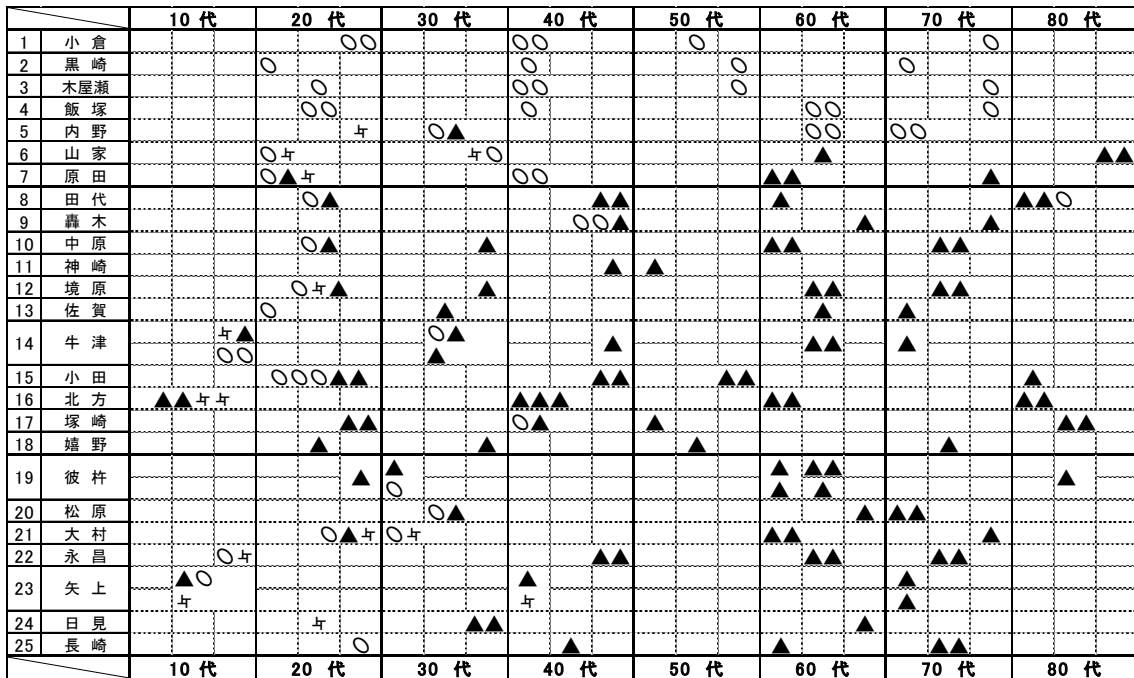 10 代 20 代 30 代 40 代 50 代 60 代 70 代 80 代
1 小 倉
2 黒 崎
3 木屋瀬
4 飯 塚
5 内 野
6 山 家
7 原 田
8 田 代
9 轟 木
10 中 原
11 神 崎
12 境 原
13 佐 賀
14 牛 津
15 小 田
16 北 方
17 塚 崎
18 嬉 野
19 彼 杵
20 松 原
21 大 村
22 永 昌
23 矢 上
24 日 見
25 長 崎
10 代 20 代 30 代 40 代 50 代 60 代 70 代 80 代